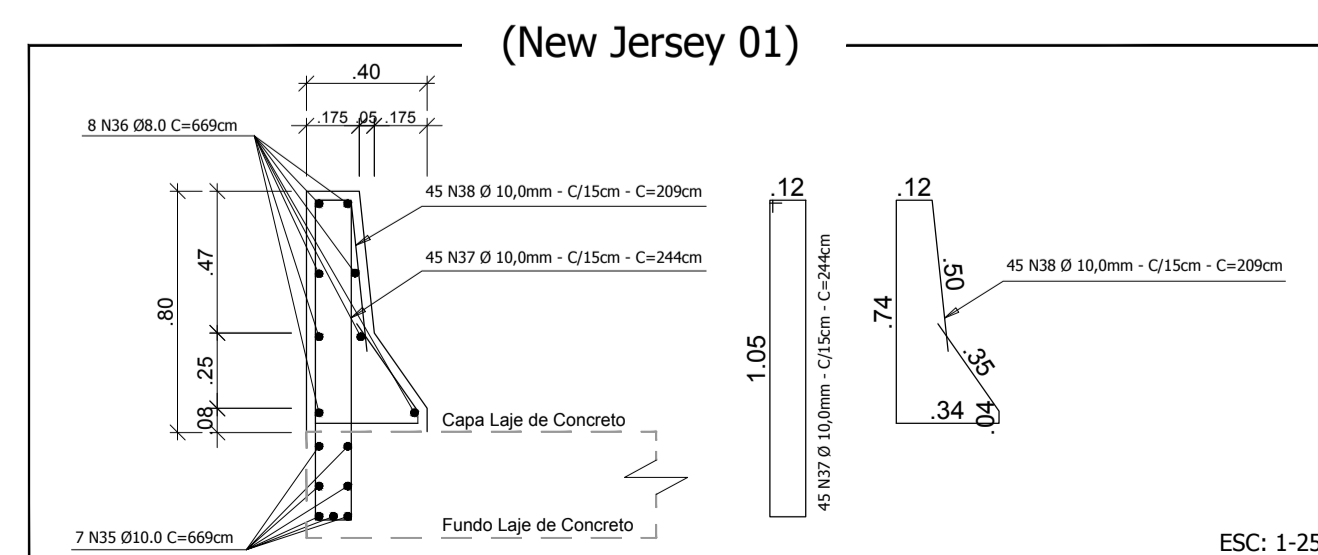 (New Jersey 01)
.40
.175 .05 .175
8 N36 Ø8.0 C=669cm
45 N38 Ø 10,0mm - C/15cm - C=209cm
45 N37 Ø 10,0mm - C/15cm - C=244cm
.80
.47
.25
.08
Capa Laje de Concreto
Fundo Laje de Concreto
7 N35 Ø10.0 C=669cm
.12
1.05
45 N37 Ø 10,0mm - C/15cm - C=244cm
.12
.74
.50
.35
.34
.04
45 N38 Ø 10,0mm - C/15cm - C=209cm
ESC: 1-25